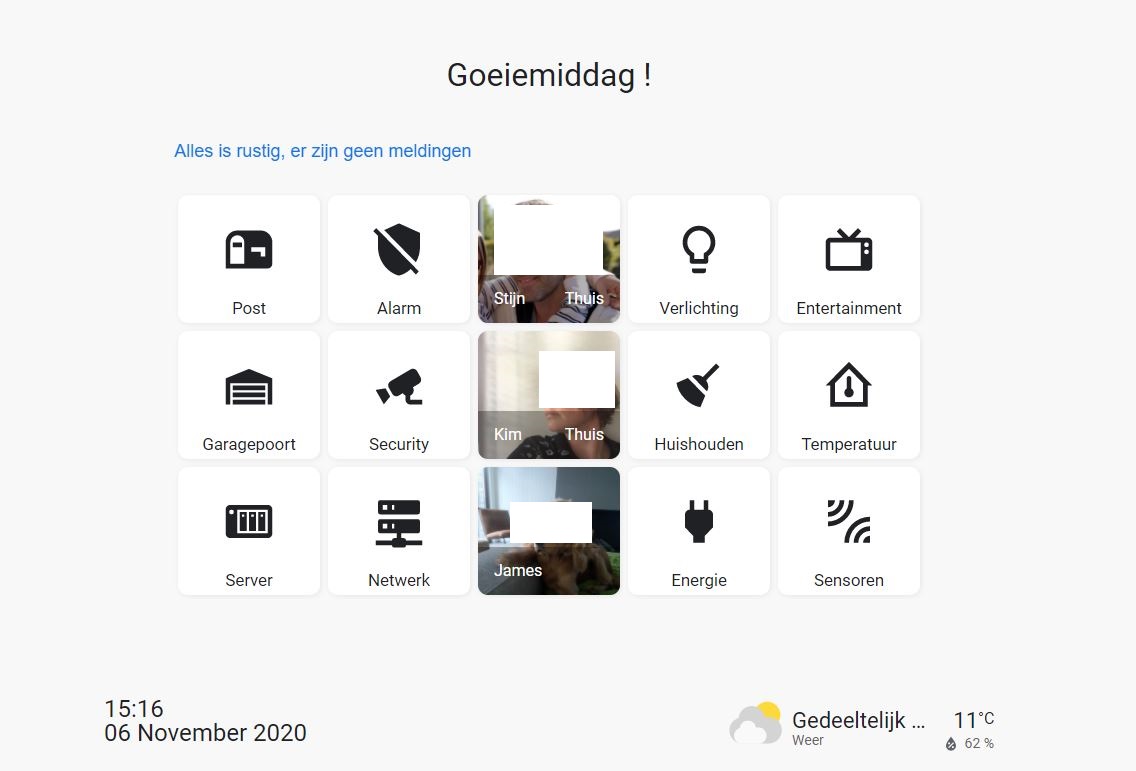 Goeiemiddag !
Alles is rustig, er zijn geen meldingen
Post
Alarm
Stijn Thuis
Verlichting
Entertainment
Garagepoort
Security
Kim Thuis
Huishouden
Temperatuur
Server
Netwerk
James
Energie
Sensoren
15:16
06 November 2020
Gedeeltelijk ...
11°C
Weer
62 %